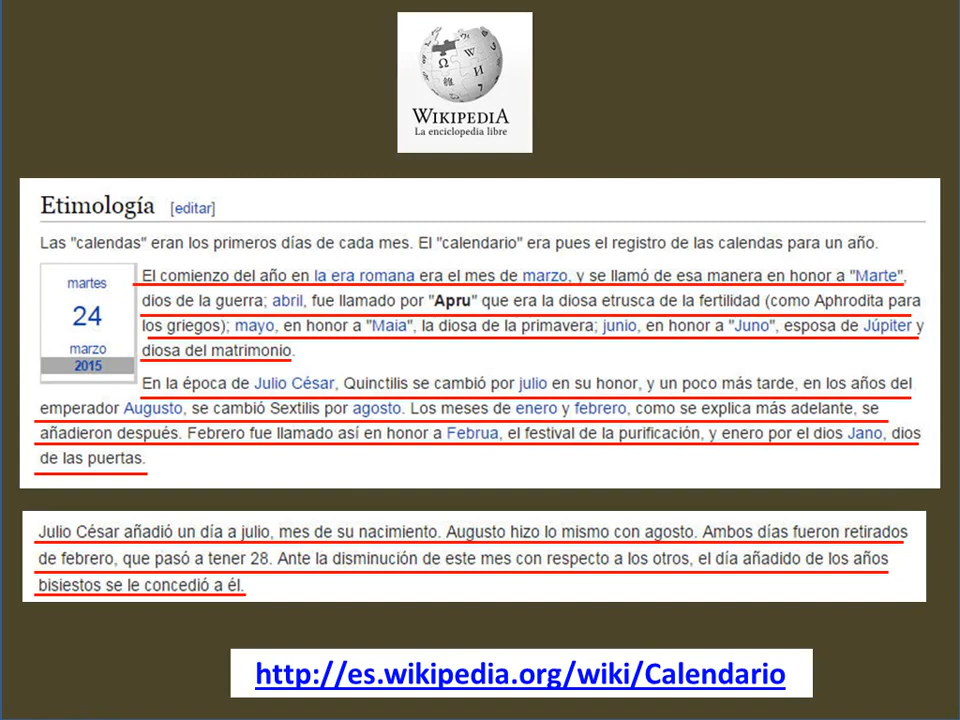 WIKIPEDIA
La enciclopedia libre
Etimología [editar]
Las "calendas" eran los primeros días de cada mes. El "calendario" era pues el registro de las calendas para un año.
martes
24
marzo
2015
El comienzo del año en la era romana era el mes de marzo, y se llamó de esa manera en honor a "Marte",
dios de la guerra; abril, fue llamado por "Apru" que era la diosa etrusca de la fertilidad (como Aphrodita para
los griegos); mayo, en honor a "Maia", la diosa de la primavera; junio, en honor a "Juno", esposa de Júpiter y
diosa del matrimonio.
En la época de Julio César, Quinctilis se cambió por julio en su honor, y un poco más tarde, en los años del
emperador Augusto, se cambió Sextilis por agosto. Los meses de enero y febrero, como se explica más adelante, se
añadieron después. Febrero fue llamado así en honor a Februa, el festival de la purificación, y enero por el dios Jano, dios
de las puertas.
Julio César añadió un día a julio, mes de su nacimiento. Augusto hizo lo mismo con agosto. Ambos días fueron retirados
de febrero, que pasó a tener 28. Ante la disminución de este mes con respecto a los otros, el día añadido de los años
bisiestos se le concedió a él.
http://es.wikipedia.org/wiki/Calendario